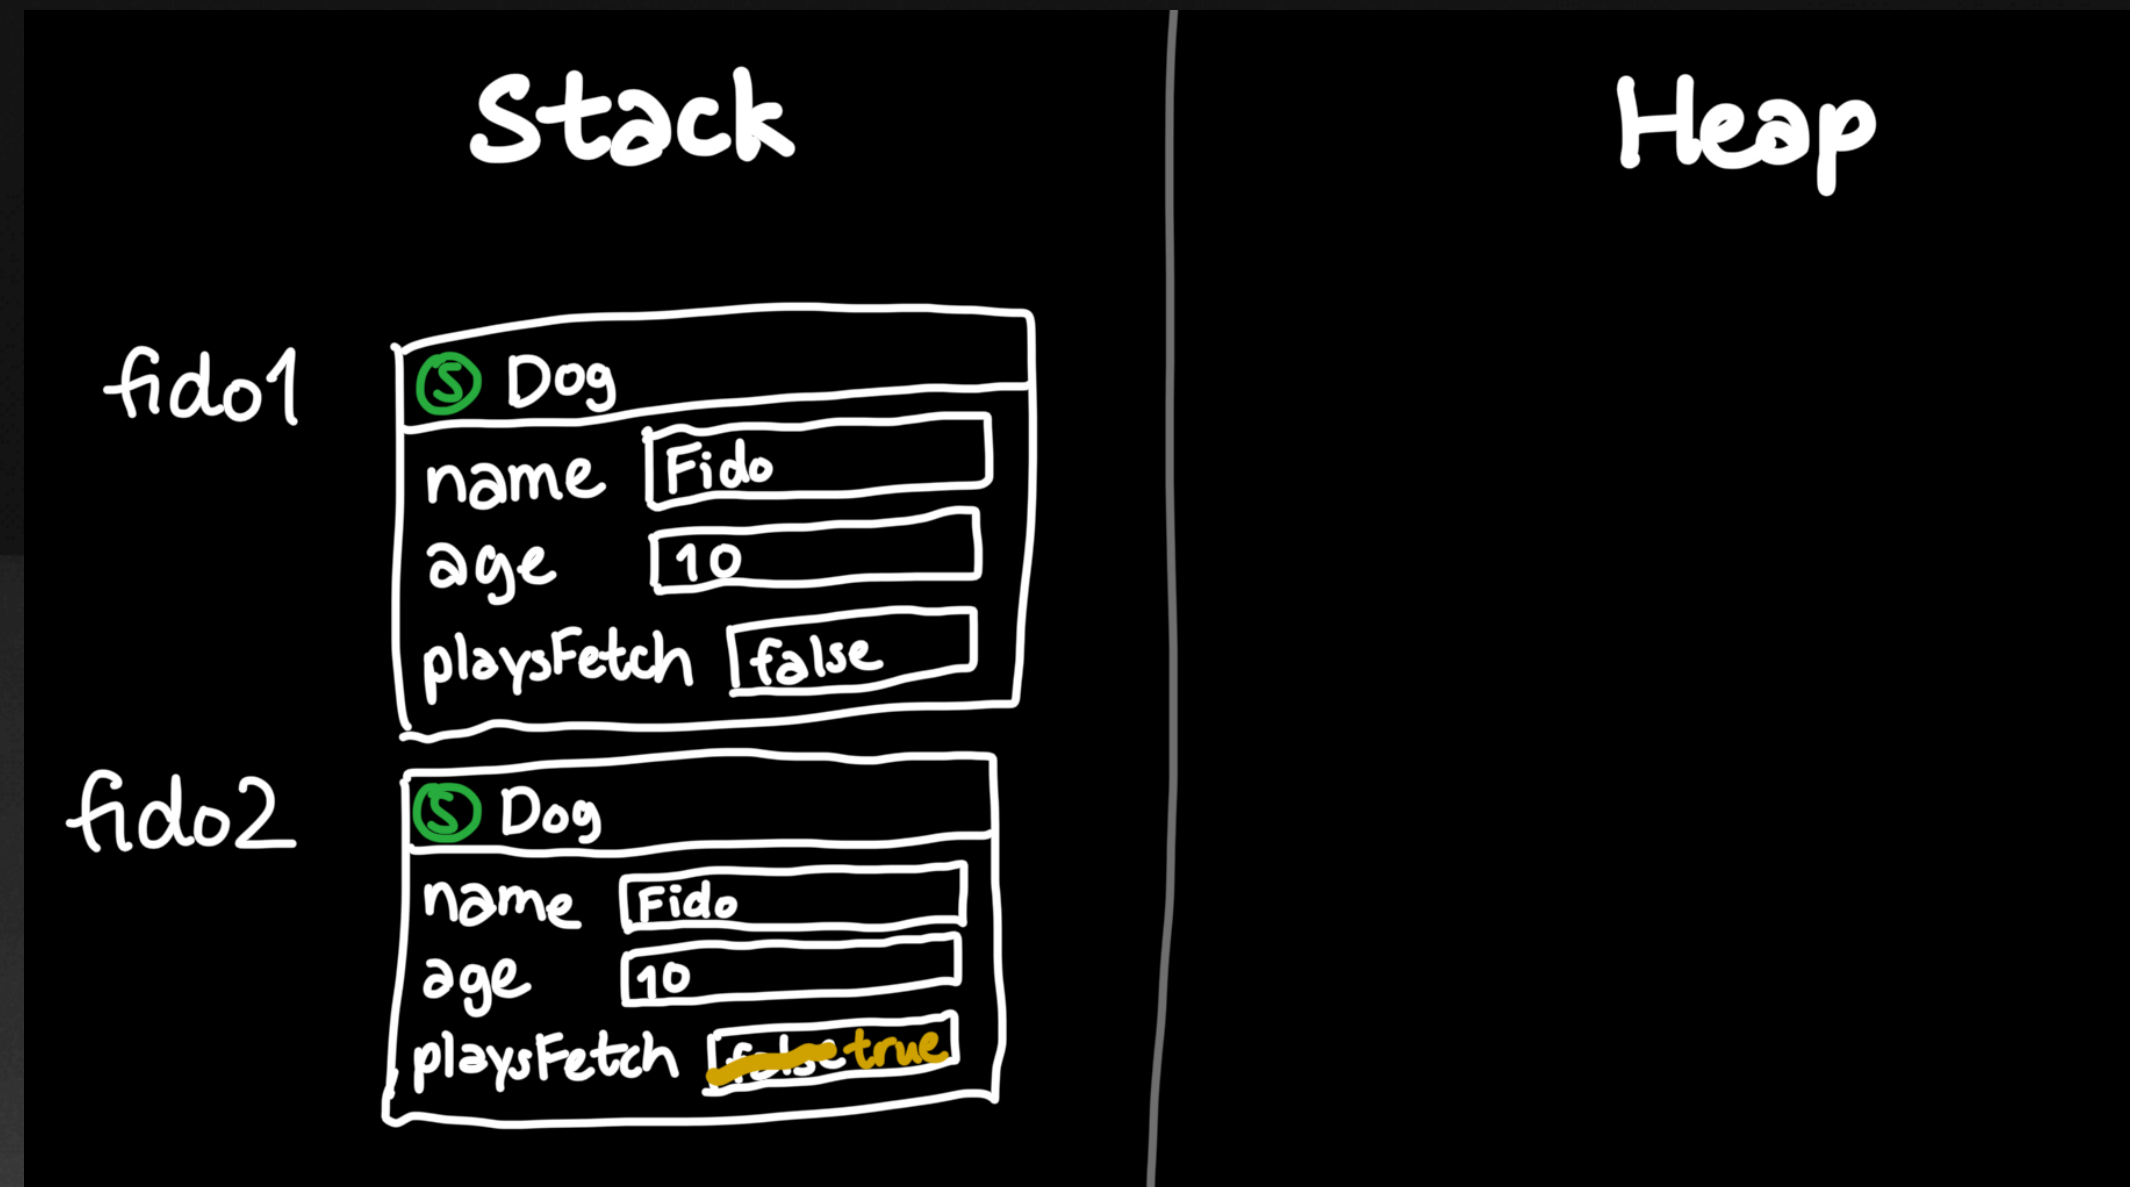 Stack
Heap
fido1
S Dog
name Fido
age 10
playsFetch false
fido2
S Dog
name Fido
age 10
playsFetch false true